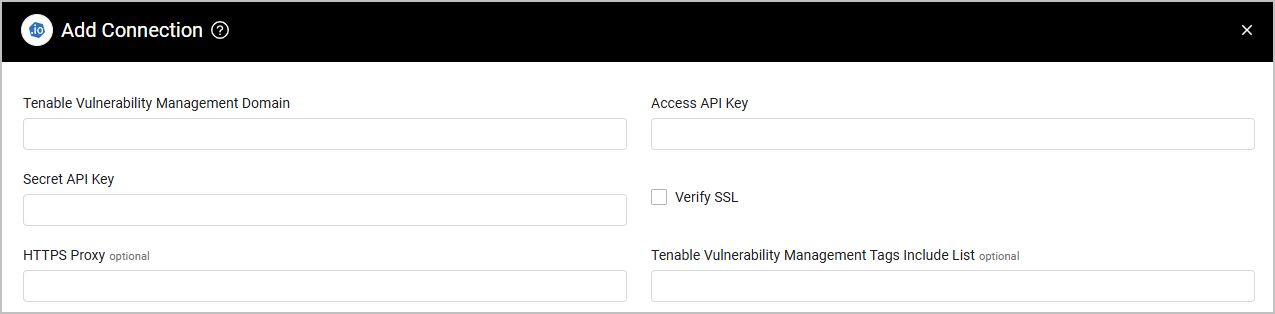 .io Add Connection ?
Tenable Vulnerability Management Domain
Access API Key
Secret API Key
Verify SSL
HTTPS Proxy optional
Tenable Vulnerability Management Tags Include List optional